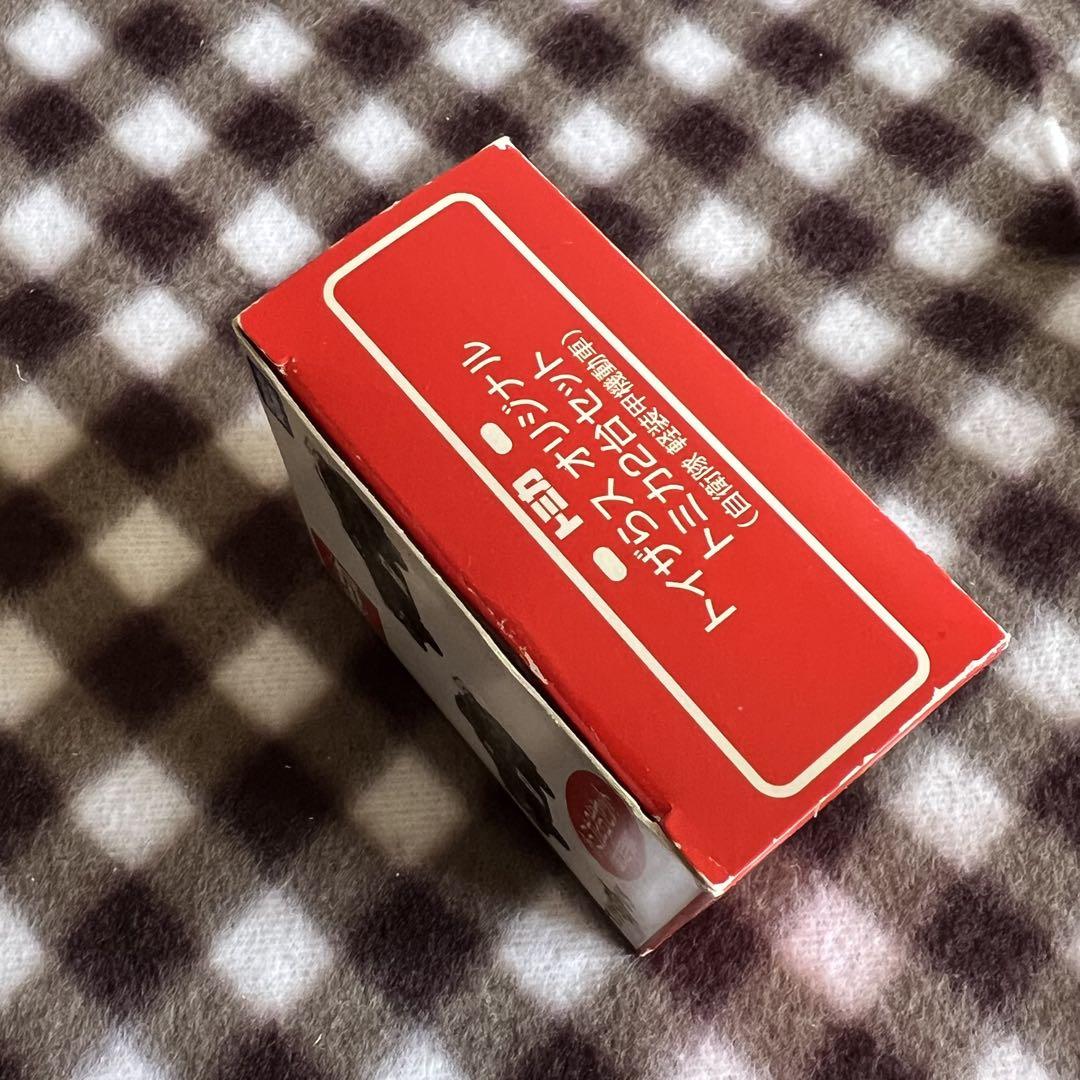 ●トミカ●
トイザらス オリジナル
トミカ2台セット
(自衛隊 軽装甲機動車)